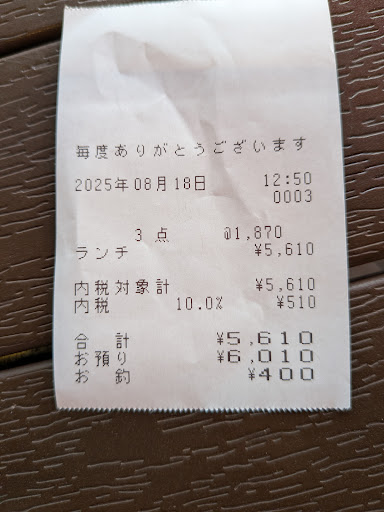 毎度ありがとうございます
2025年08月18日 12:50
0003
3点 @1,870
ランチ ¥5,610
内税対象計 ¥5,610
内税 10.0% ¥510
合計 ¥5,610
お預り ¥6,010
お釣 ¥400